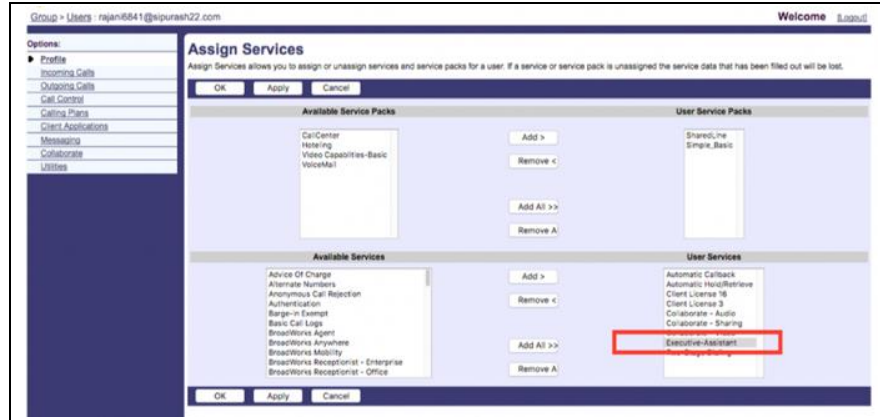 Group > Users : rajani6841@sipurash22.com
Welcome [Logout]
Options:
Profile
Incoming Calls
Outgoing Calls
Call Control
Calling Plans
Client Applications
Messaging
Collaborate
Utilities
Assign Services
Assign Services allows you to assign or unassign services and service packs for a user. If a service or service pack is unassigned the service data that has been filled out will be lost.
OK Apply Cancel
Available Service Packs
User Service Packs
CallCenter
Hoteling
Video Capablities-Basic
VoiceMail
Add >
Remove <
Add All >>
Remove A
SharedLine
Simple_Basic
Available Services
User Services
Advice Of Charge
Alternate Numbers
Anonymous Call Rejection
Authentication
Barge-in Exempt
Basic Call Logs
BroadWorks Agent
BroadWorks Anywhere
BroadWorks Mobility
BroadWorks Receptionist - Enterprise
BroadWorks Receptionist - Office
Add >
Remove <
Add All >>
Remove A
Automatic Callback
Automatic Hold/Retrieve
Client License 16
Client License 3
Collaborate - Audio
Collaborate - Sharing
Collaborate - Video
Executive-Assistant
Two-Stage Dialing
OK Apply Cancel